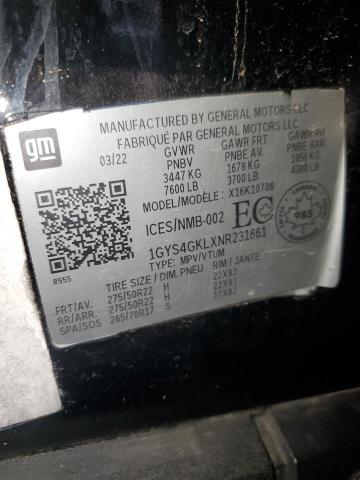 gm
MANUFACTURED BY GENERAL MOTORS LLC
FABRIQUÉ PAR GENERAL MOTORS LLC
03/22 GVWR GAWR FRT GAWR RR
PNBV PNBE AV. PNBE ARR
3447 KG 1678 KG 1950 KG
7600 LB 3700 LB 4300 LB
MODEL/MODÈLE: X16K10706
ICES/NMB-002 EC 985
1GYS4GKLXNR231661
TYPE: MPV/VTUM
8555
TIRE SIZE / DIM. PNEU RIM / JANTE
FRT/AV. 275/50R22 H 22X9J
RR/ARR. 275/50R22 H 22X9J
SPA/SOS 265/70R17 S 17X8J